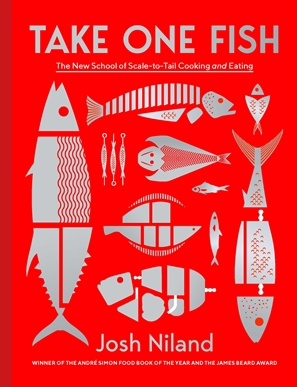 TAKE ONE FISH
The New School of Scale-to-Tail Cooking and Eating
Josh Niland
WINNER OF THE ANDRÉ SIMON FOOD BOOK OF THE YEAR AND THE JAMES BEARD AWARD